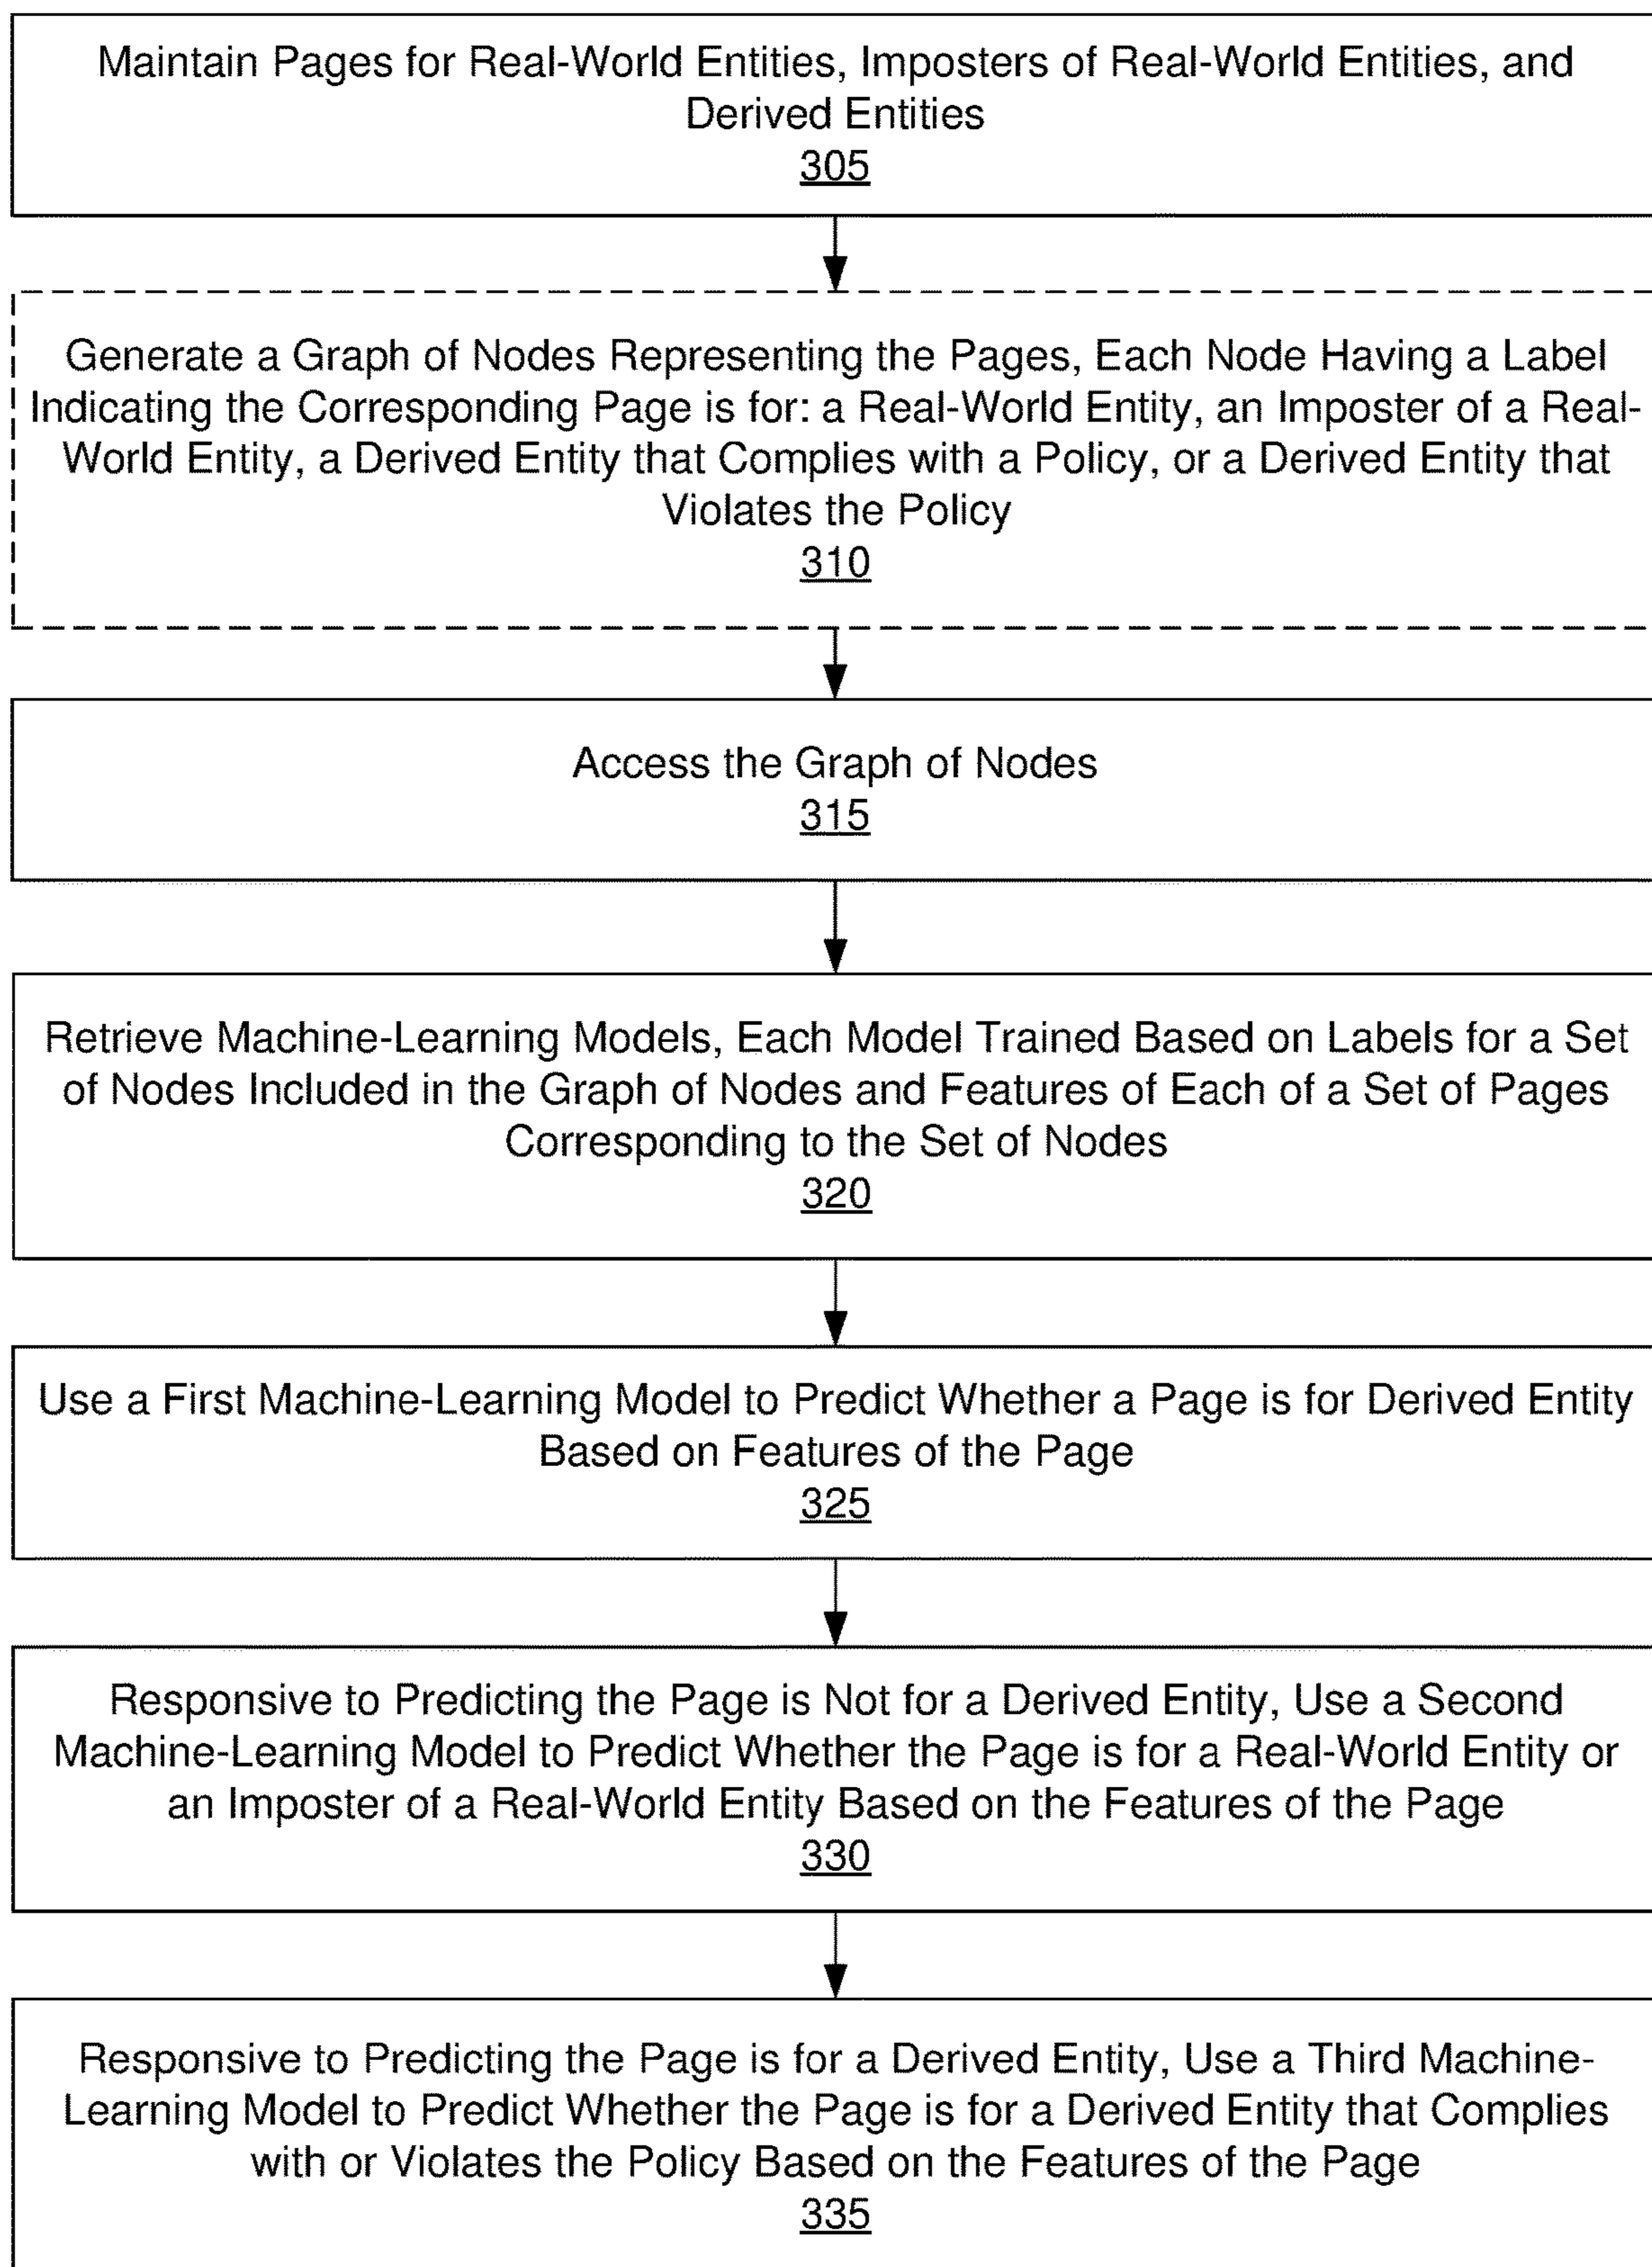 Maintain Pages for Real-World Entities, Imposters of Real-World Entities, and
Derived Entities
305
Generate a Graph of Nodes Representing the Pages, Each Node Having a Label
Indicating the Corresponding Page is for: a Real-World Entity, an Imposter of a Real-
World Entity, a Derived Entity that Complies with a Policy, or a Derived Entity that
Violates the Policy
310
Access the Graph of Nodes
315
Retrieve Machine-Learning Models, Each Model Trained Based on Labels for a Set
of Nodes Included in the Graph of Nodes and Features of Each of a Set of Pages
Corresponding to the Set of Nodes
320
Use a First Machine-Learning Model to Predict Whether a Page is for Derived Entity
Based on Features of the Page
325
Responsive to Predicting the Page is Not for a Derived Entity, Use a Second
Machine-Learning Model to Predict Whether the Page is for a Real-World Entity or
an Imposter of a Real-World Entity Based on the Features of the Page
330
Responsive to Predicting the Page is for a Derived Entity, Use a Third Machine-
Learning Model to Predict Whether the Page is for a Derived Entity that Complies
with or Violates the Policy Based on the Features of the Page
335